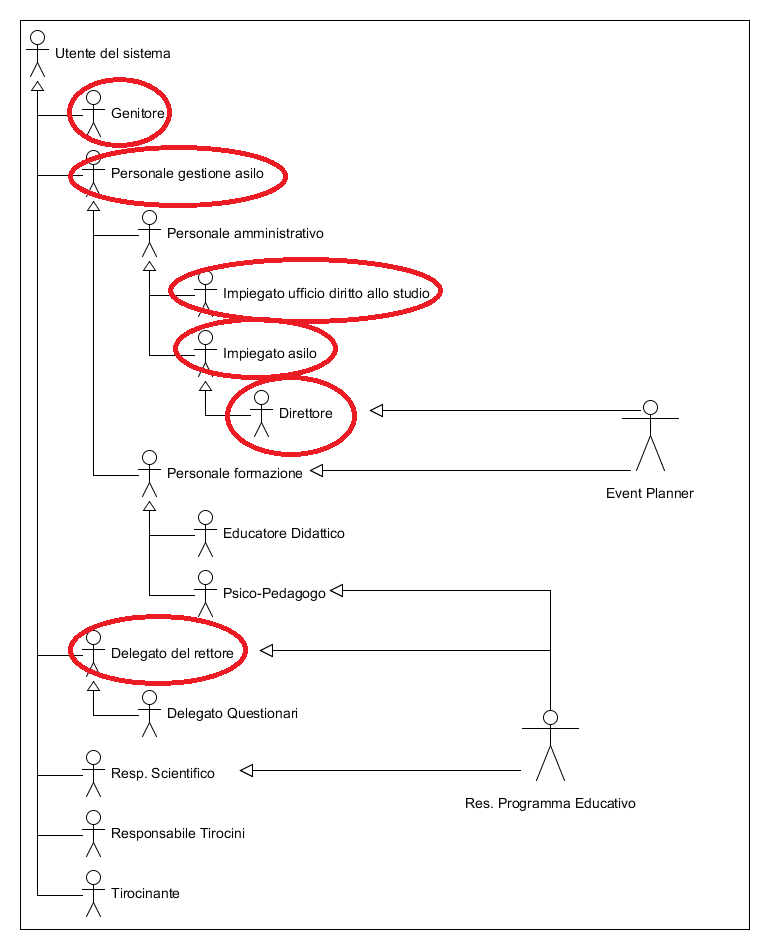 Utente del sistema
Genitore
Personale gestione asilo
Personale amministrativo
Impiegato ufficio diritto allo studio
Impiegato asilo
Direttore
Personale formazione
Event Planner
Educatore Didattico
Psico-Pedagogo
Delegato del rettore
Delegato Questionari
Resp. Scientifico
Res. Programma Educativo
Responsabile Tirocini
Tirocinante